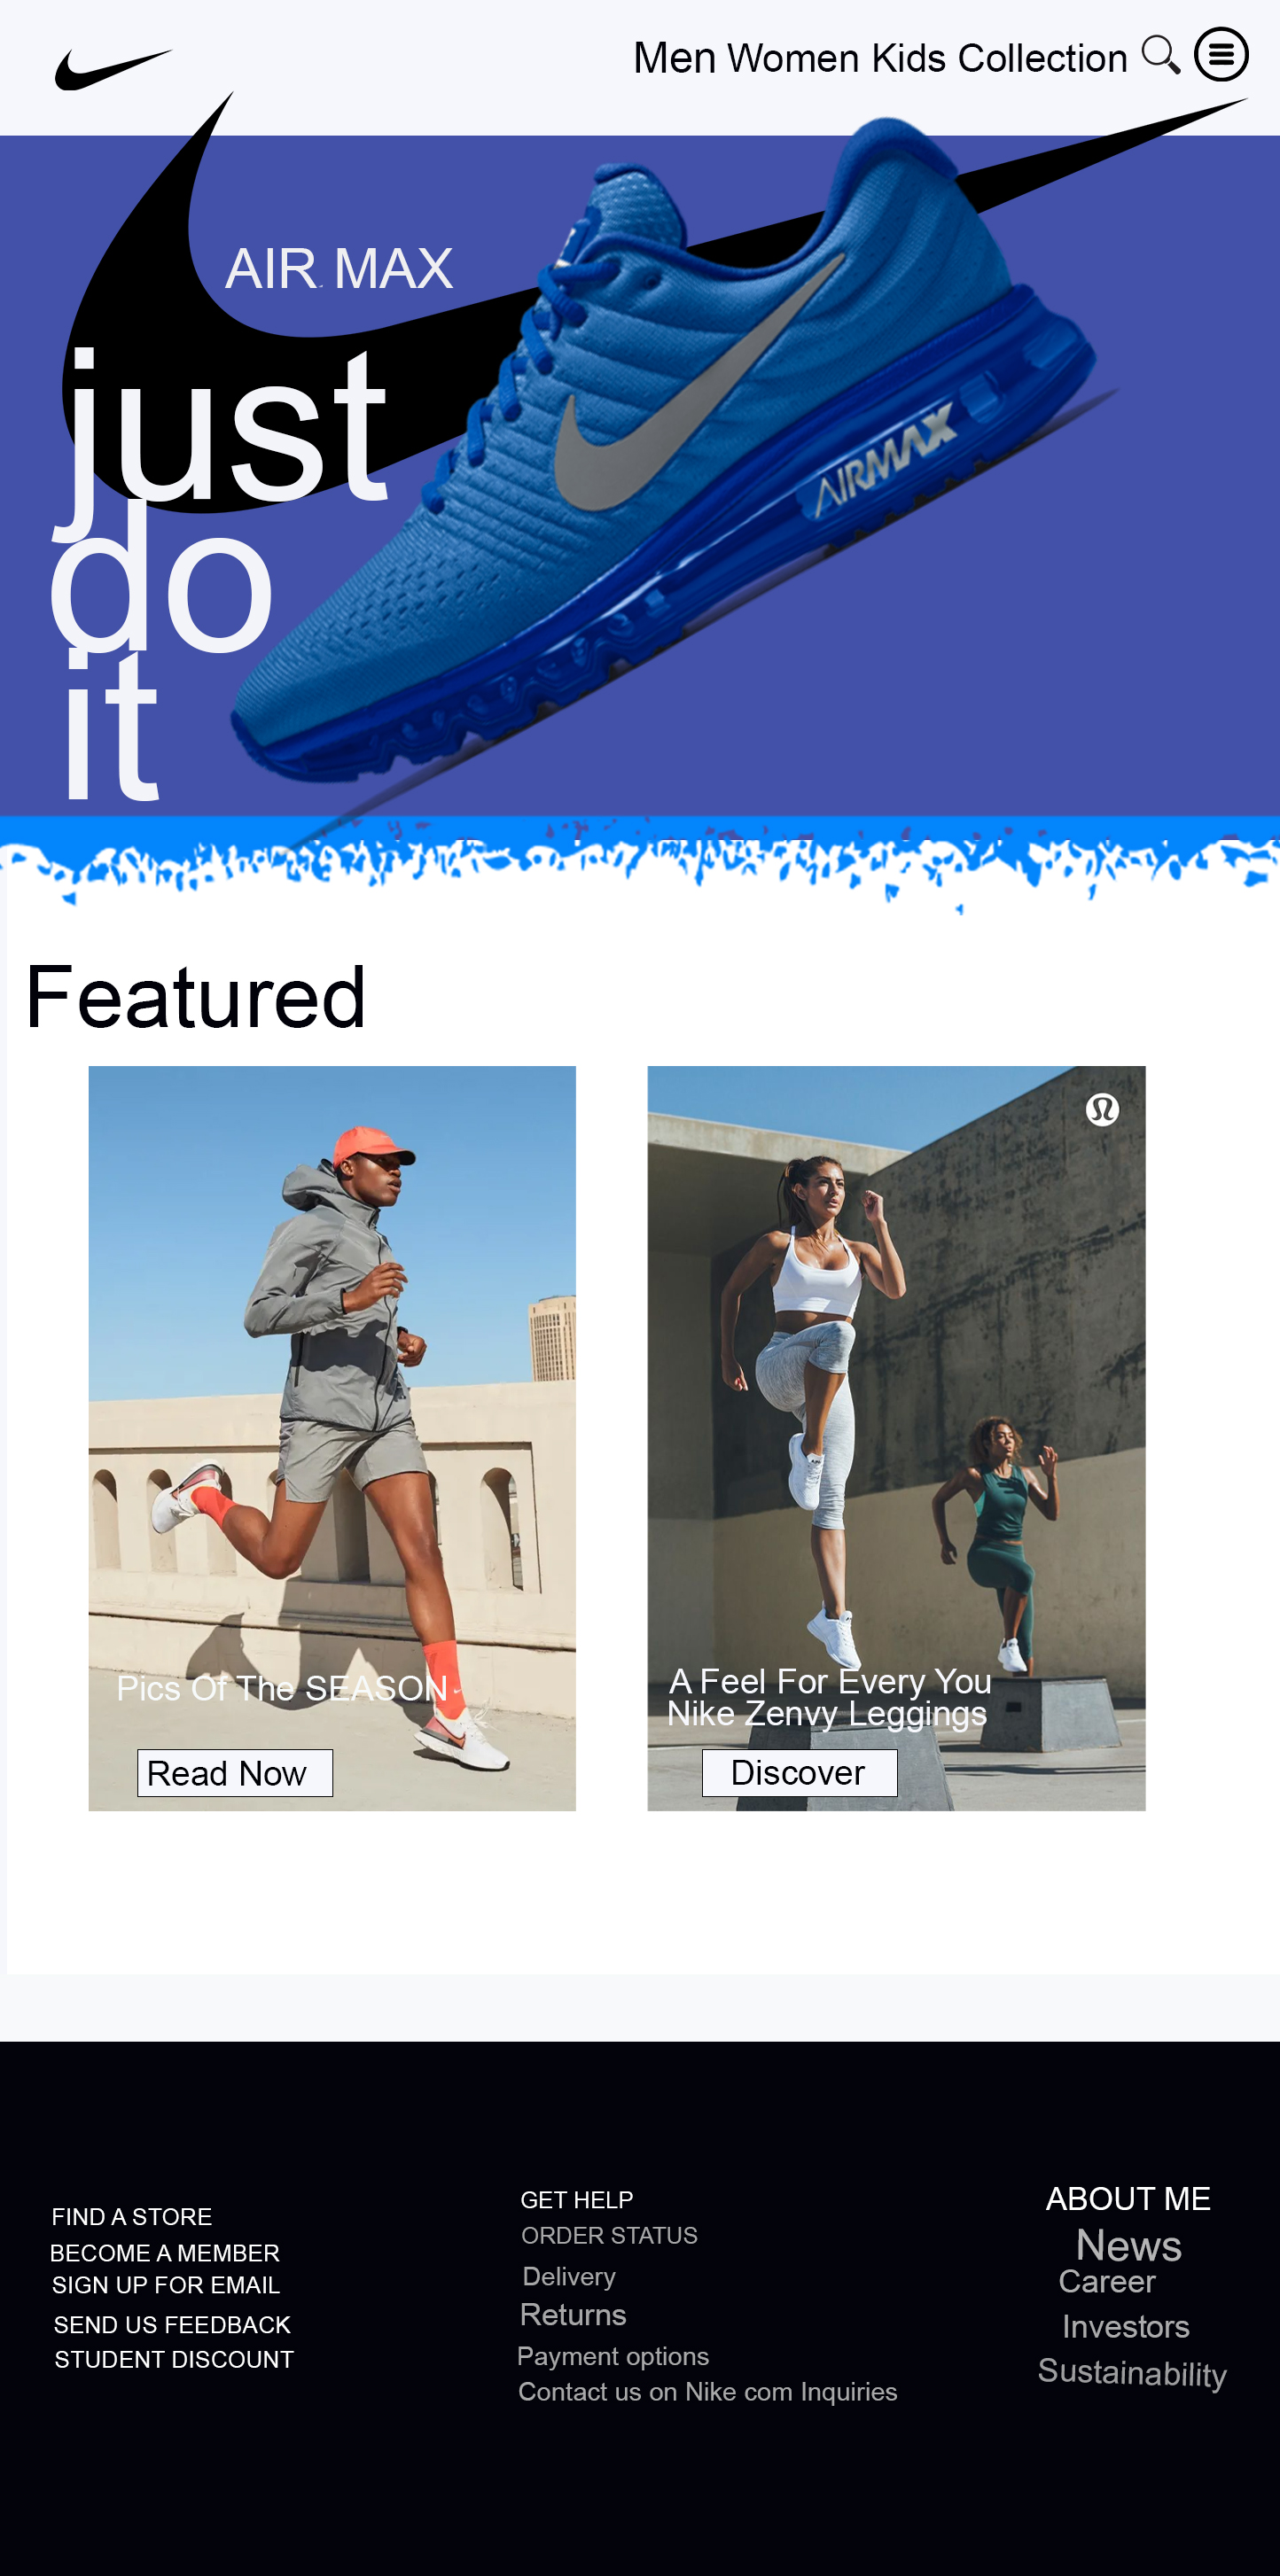 Men Women Kids Collection
AIR MAX
just
do
it
AIRMAX
Featured
Pics Of The SEASON
Read Now
A Feel For Every You
Nike Zenvy Leggings
Discover
FIND A STORE
BECOME A MEMBER
SIGN UP FOR EMAIL
SEND US FEEDBACK
STUDENT DISCOUNT
GET HELP
ORDER STATUS
Delivery
Returns
Payment options
Contact us on Nike com Inquiries
ABOUT ME
News
Career
Investors
Sustainability